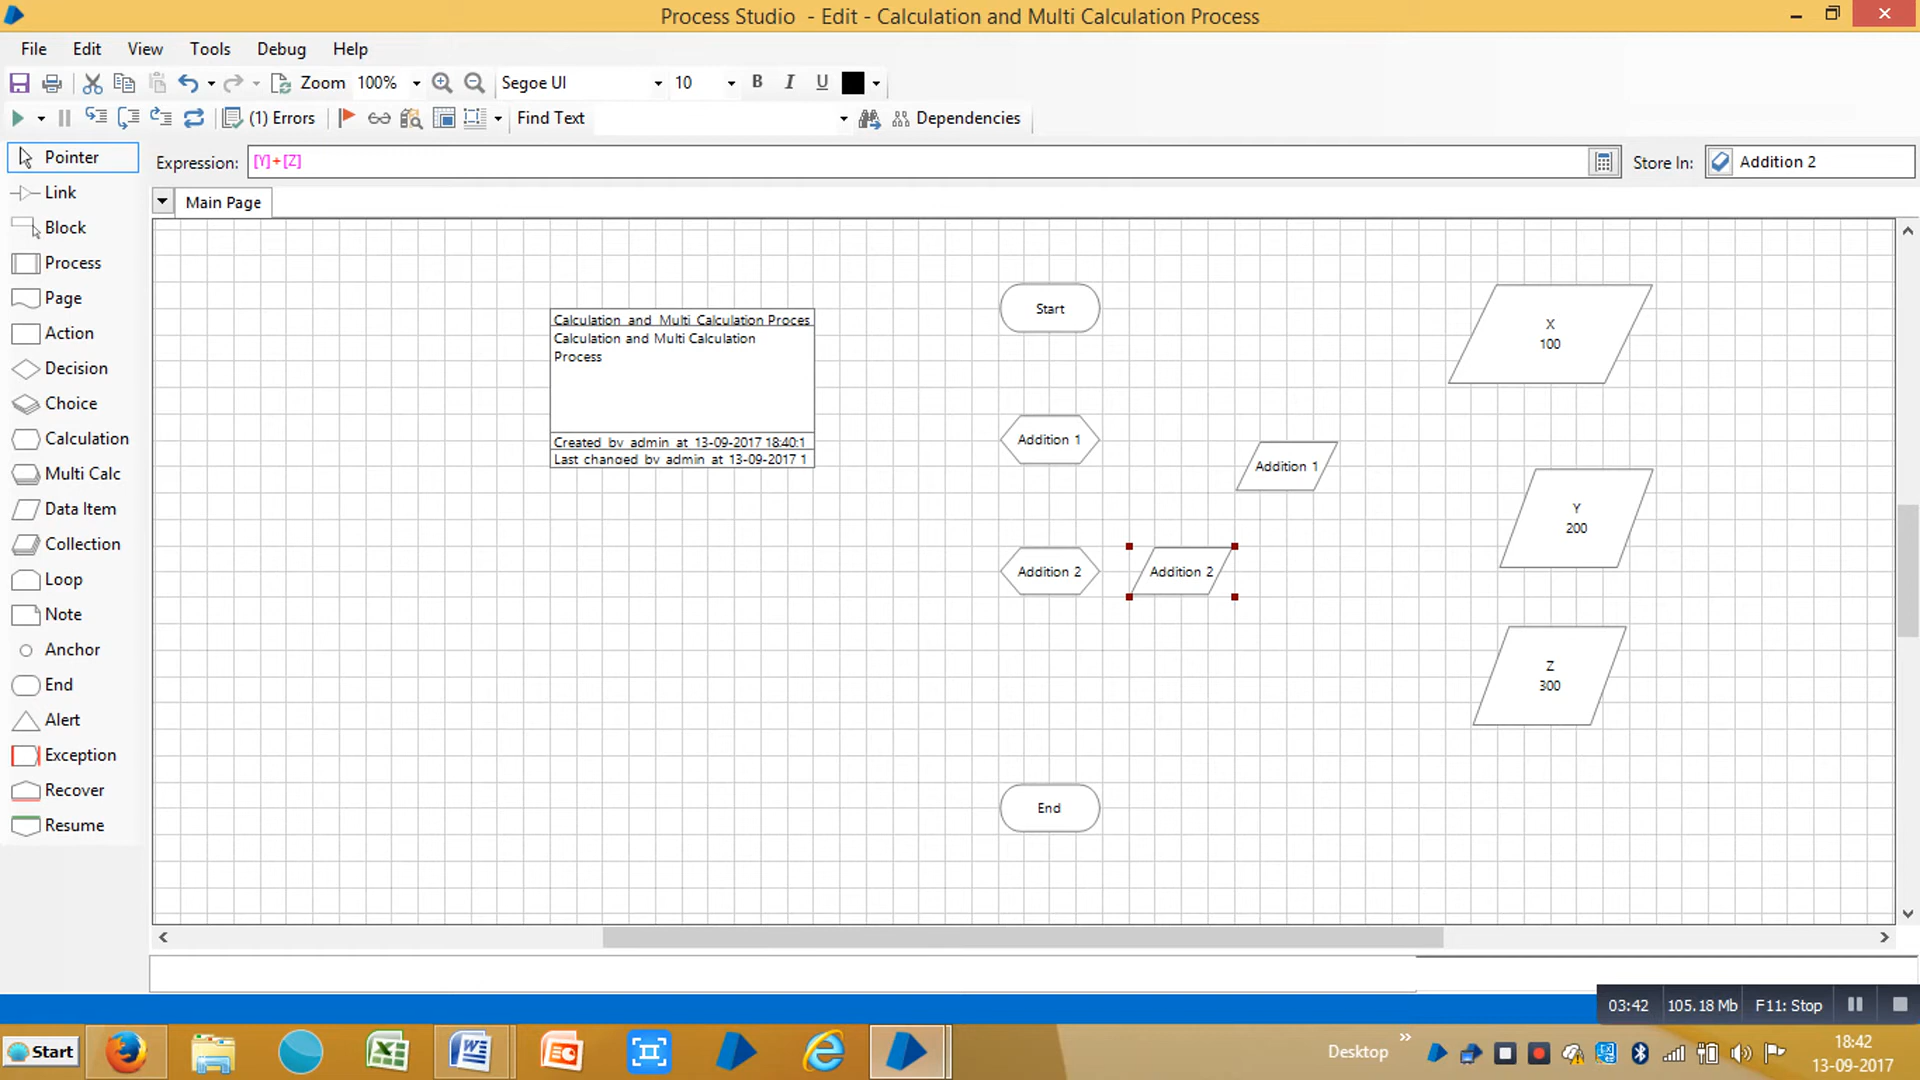 Process Studio - Edit - Calculation and Multi Calculation Process
File Edit View Tools Debug Help
Zoom 100% Segoe UI 10 B I U
(1) Errors Find Text Dependencies
Pointer
Expression: [Y]+[Z] Store In: Addition 2
Link
Main Page
Block
Process
Page
Action
Decision
Choice
Calculation
Multi Calc
Data Item
Collection
Loop
Note
Anchor
End
Alert
Exception
Recover
Resume
Calculation and Multi Calculation Proces
Calculation and Multi Calculation
Process
Created by admin at 13-09-2017 18:40:1
Last changed by admin at 13-09-2017 1
Start
Addition 1
Addition 1
Addition 2
Addition 2
End
X
100
Y
200
Z
300
03:42 105.18 Mb F11: Stop
Start
Desktop
18:42
13-09-2017